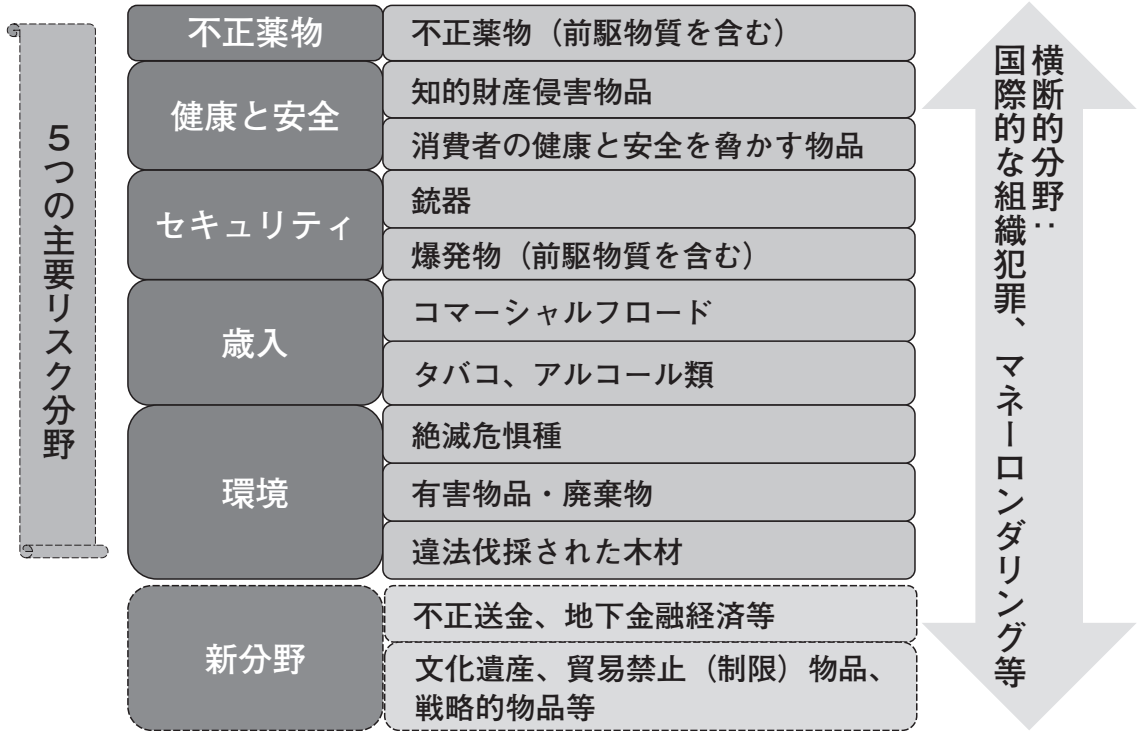 5つの主要リスク分野
不正薬物
不正薬物（前駆物質を含む）
健康と安全
知的財産侵害物品
消費者の健康と安全を脅かす物品
セキュリティ
銃器
爆発物（前駆物質を含む）
歳入
コマーシャルフロード
タバコ、アルコール類
環境
絶滅危惧種
有害物品・廃棄物
違法伐採された木材
新分野
不正送金、地下金融経済等
文化遺産、貿易禁止（制限）物品、
戦略的物品等
横断的分野：
国際的な組織犯罪、マネーロンダリング等